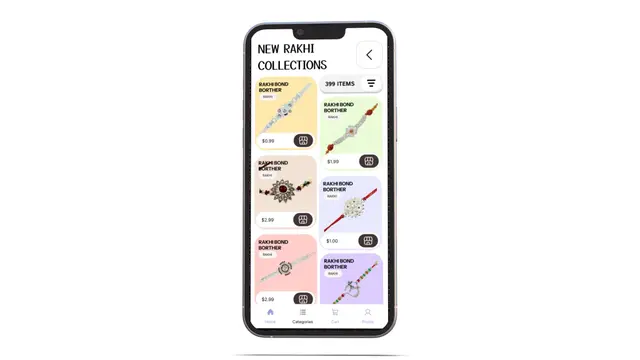 NEW RAKHI
COLLECTIONS
399 ITEMS
RAKHI BOND
BORTHER
RAKHI
$0.99
RAKHI BOND
BORTHER
RAKHI
$1.99
RAKHI BOND
BORTHER
RAKHI
$2.99
RAKHI BOND
BORTHER
RAKHI
$1.00
RAKHI BOND
BORTHER
RAKHI
$2.99
RAKHI BOND
BORTHER
RAKHI
Home
Categories
Cart